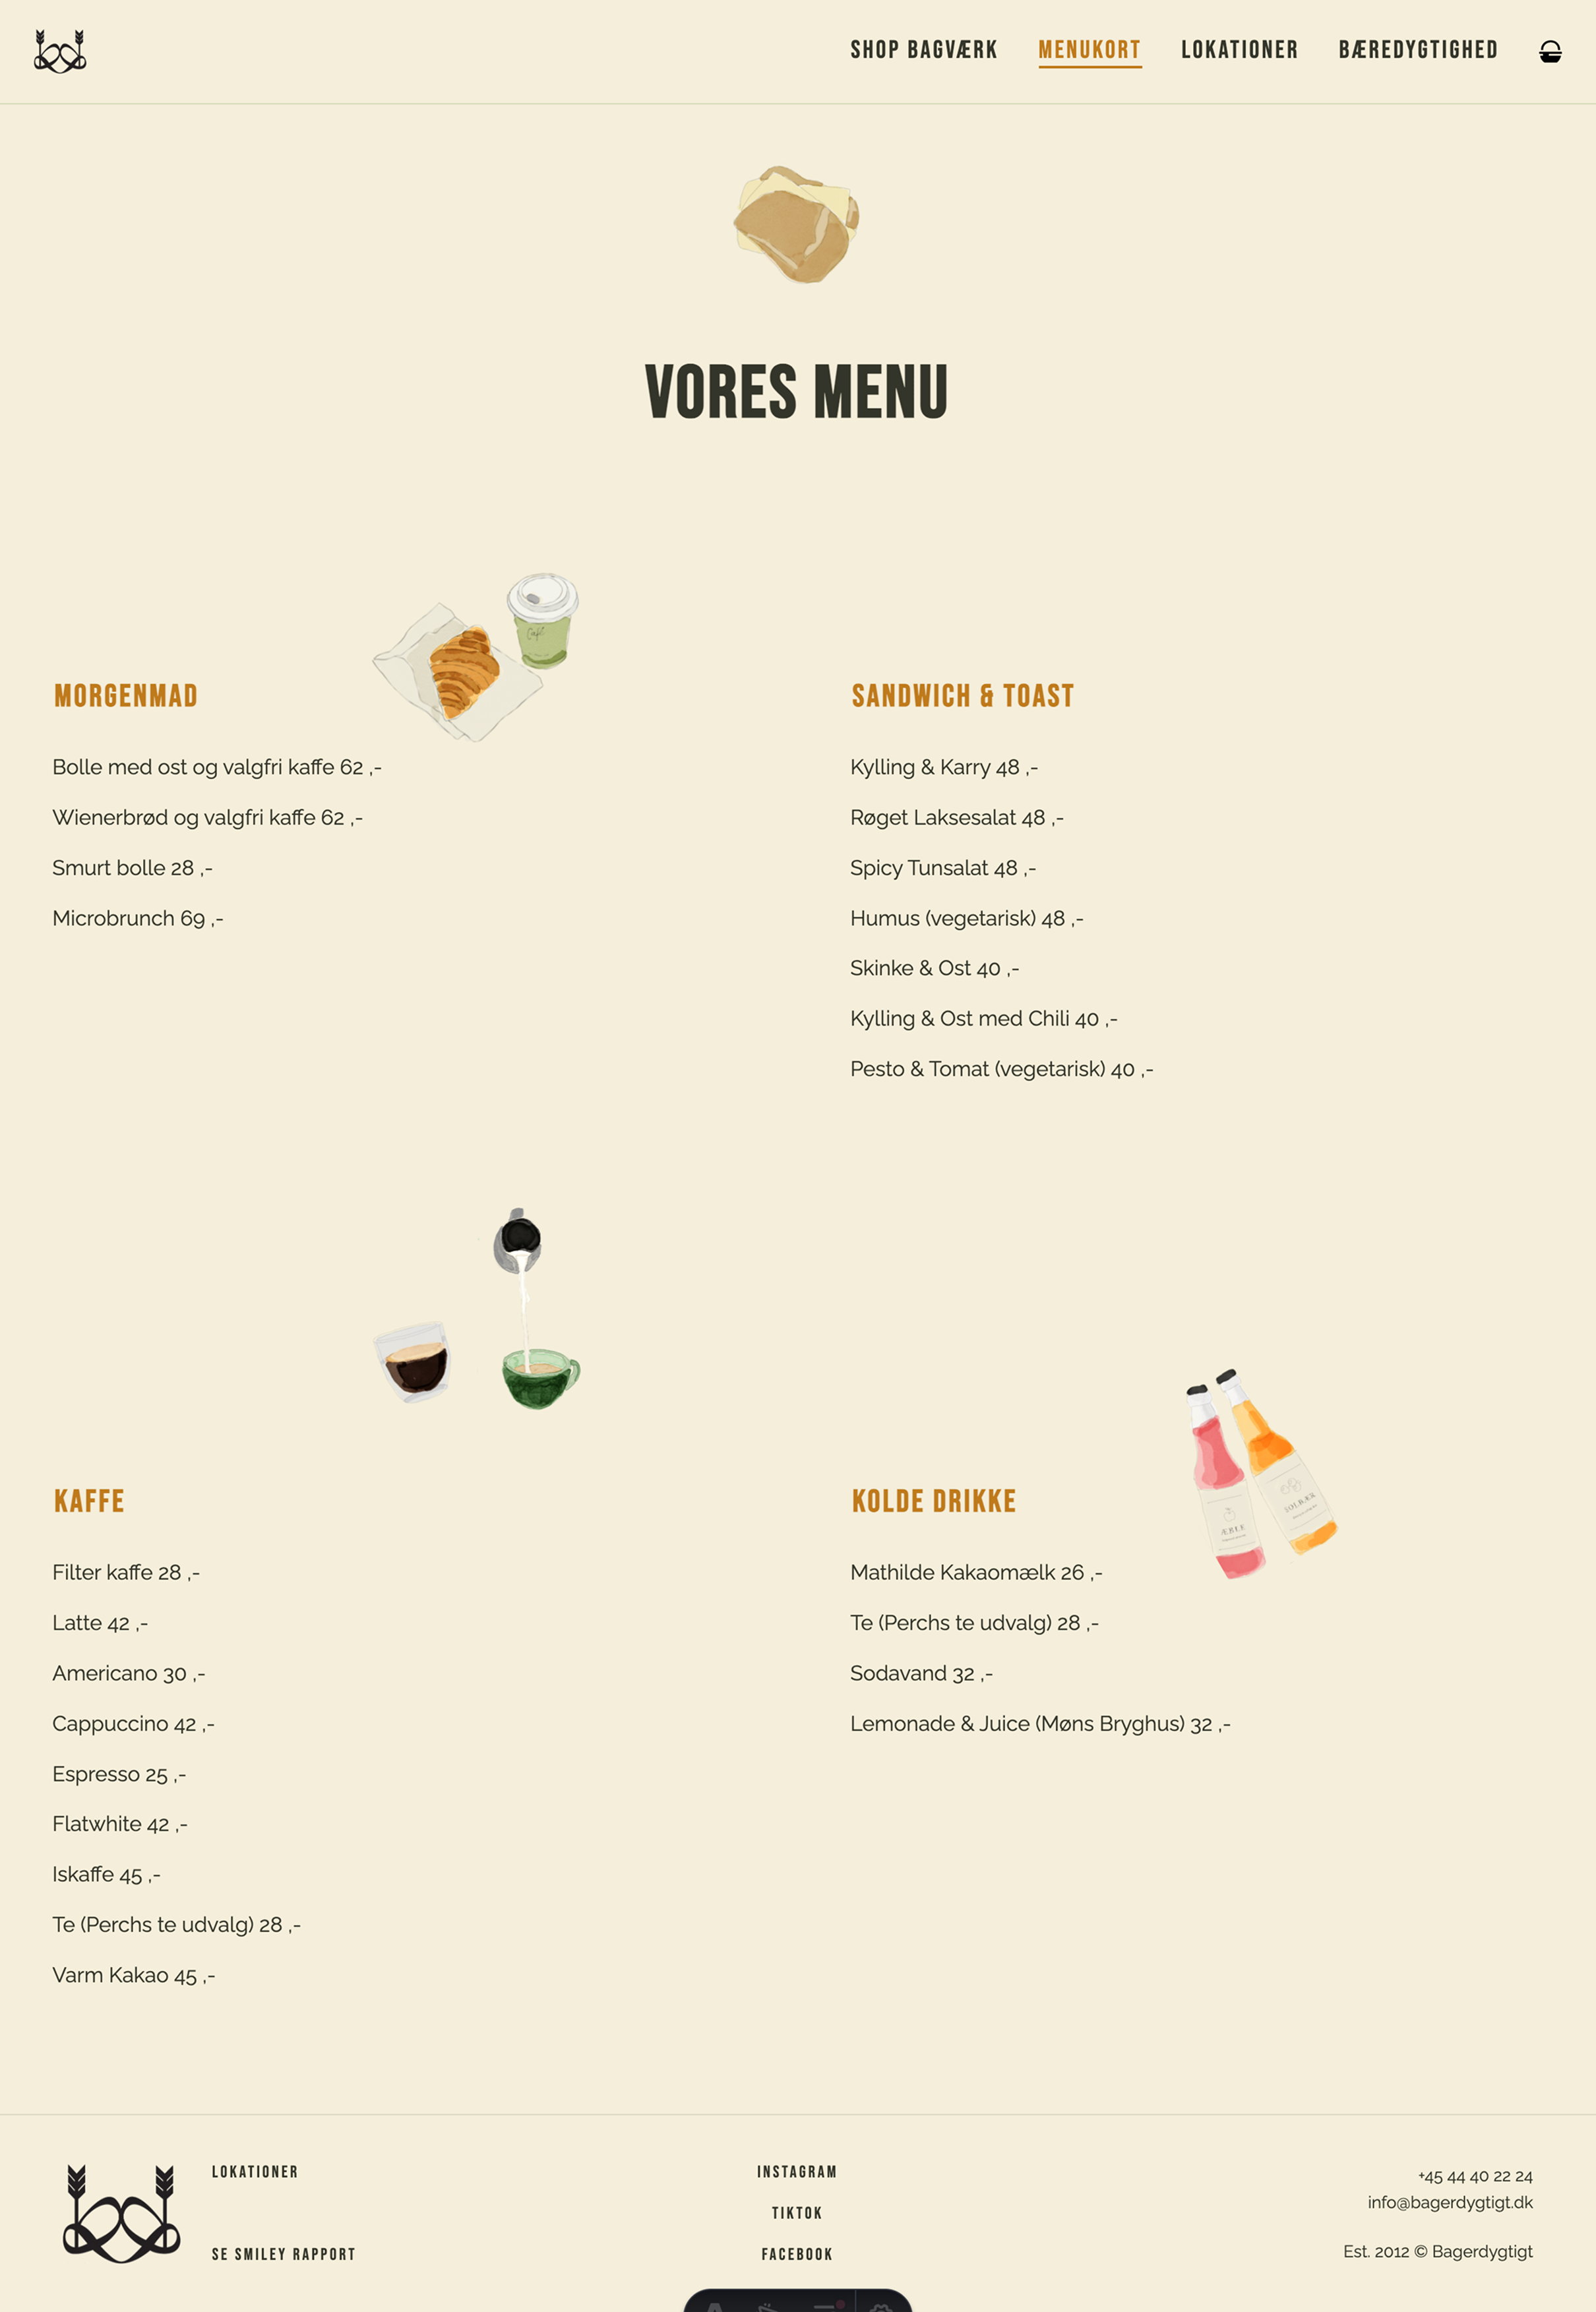 SHOP BAGVÆRK MENUKORT LOKATIONER BÆREDYGTIGHED
VORES MENU
Café
MORGENMAD
Bolle med ost og valgfri kaffe 62 ,-
Wienerbrød og valgfri kaffe 62 ,-
Smurt bolle 28 ,-
Microbrunch 69 ,-
SANDWICH & TOAST
Kylling & Karry 48 ,-
Røget Laksesalat 48 ,-
Spicy Tunsalat 48 ,-
Humus (vegetarisk) 48 ,-
Skinke & Ost 40 ,-
Kylling & Ost med Chili 40 ,-
Pesto & Tomat (vegetarisk) 40 ,-
KAFFE
Filter kaffe 28 ,-
Latte 42 ,-
Americano 30 ,-
Cappuccino 42 ,-
Espresso 25 ,-
Flatwhite 42 ,-
Iskaffe 45 ,-
Te (Perchs te udvalg) 28 ,-
Varm Kakao 45 ,-
ÆBLE
SOLBÆR
KOLDE DRIKKE
Mathilde Kakaomælk 26 ,-
Te (Perchs te udvalg) 28 ,-
Sodavand 32 ,-
Lemonade & Juice (Møns Bryghus) 32 ,-
LOKATIONER
SE SMILEY RAPPORT
INSTAGRAM
TIKTOK
FACEBOOK
+45 44 40 22 24
info@bagerdygtigt.dk
Est. 2012 © Bagerdygtigt